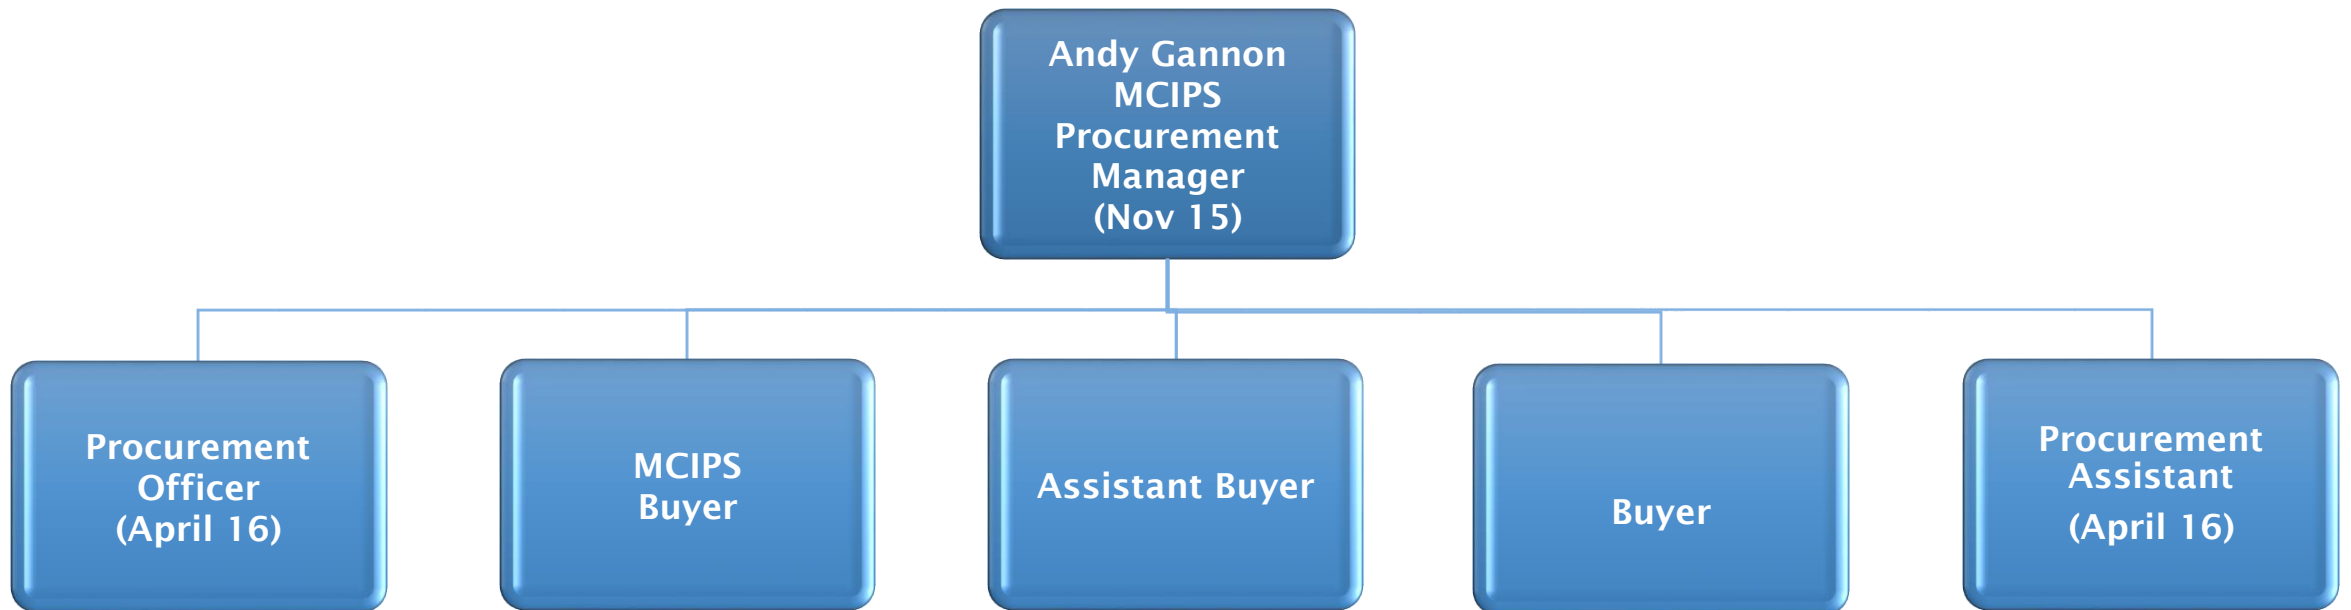 Andy Gannon
MCIPS
Procurement
Manager
(Nov 15)
Procurement
Officer
(April 16)
MCIPS
Buyer
Assistant Buyer
Buyer
Procurement
Assistant
(April 16)